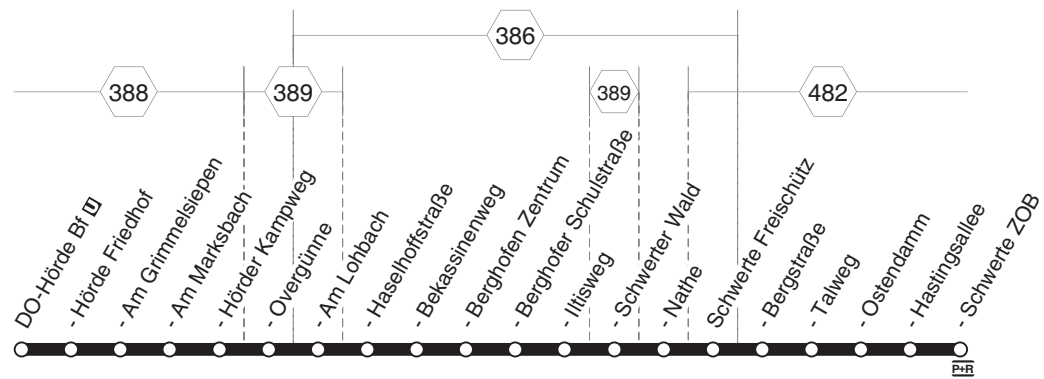 386
388
389
389
482
DO-Hörde Bf U
- Hörde Friedhof
- Am Grimmelsiepen
- Am Marksbach
- Hörder Kampweg
- Overgünne
- Am Lohbach
- Haselhoffstraße
- Bekassinenweg
- Berghofen Zentrum
- Berghofer Schulstraße
- Iltisweg
- Schwerter Wald
- Nathe
Schwerte Freischütz
- Bergstraße
- Talweg
- Ostendamm
- Hastingsallee
- Schwerte ZOB
P+R